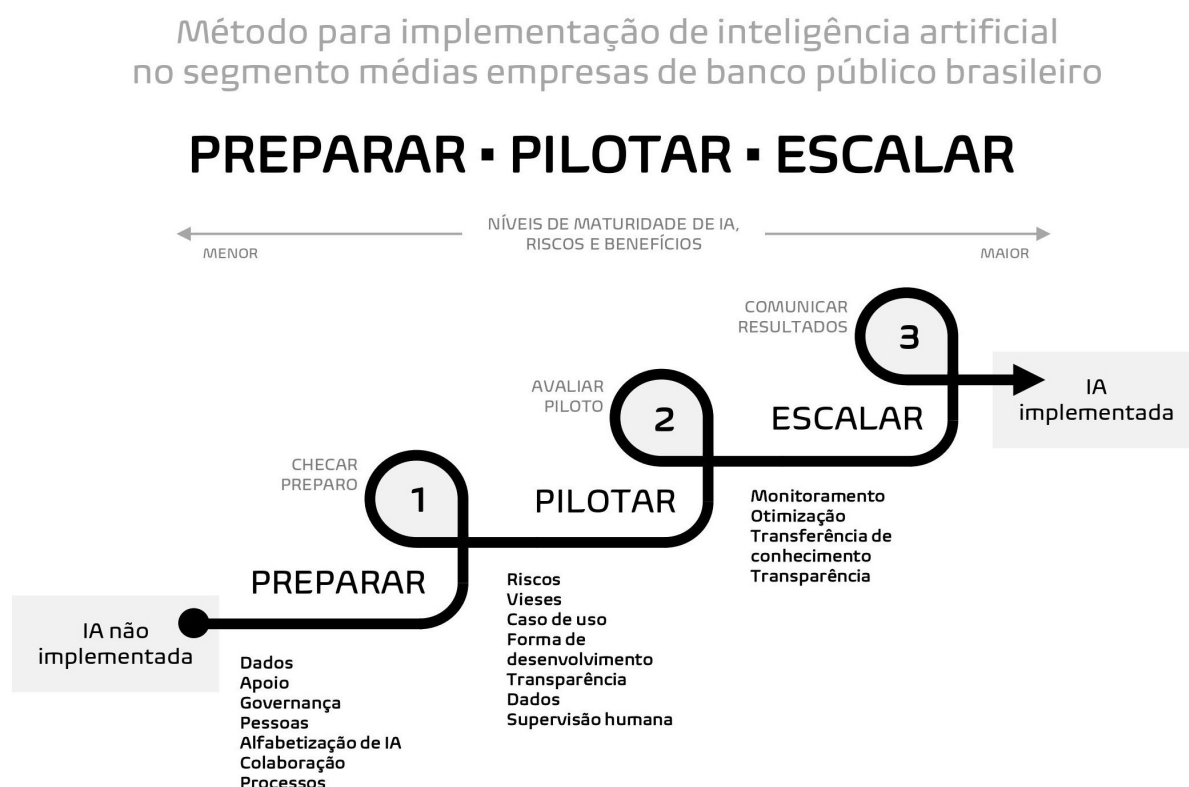 Método para implementação de inteligência artificial
no segmento médias empresas de banco público brasileiro
PREPARAR ▪ PILOTAR ▪ ESCALAR
NÍVEIS DE MATURIDADE DE IA,
RISCOS E BENEFÍCIOS
MENOR
MAIOR
COMUNICAR
RESULTADOS
3
IA
implementada
ESCALAR
AVALIAR
PILOTO
2
Monitoramento
Otimização
Transferência de
conhecimento
Transparência
CHECAR
PREPARO
1
PILOTAR
Riscos
Vieses
Caso de uso
Forma de
desenvolvimento
Transparência
Dados
Supervisão humana
PREPARAR
IA não
implementada
Dados
Apoio
Governança
Pessoas
Alfabetização de IA
Colaboração
Processos